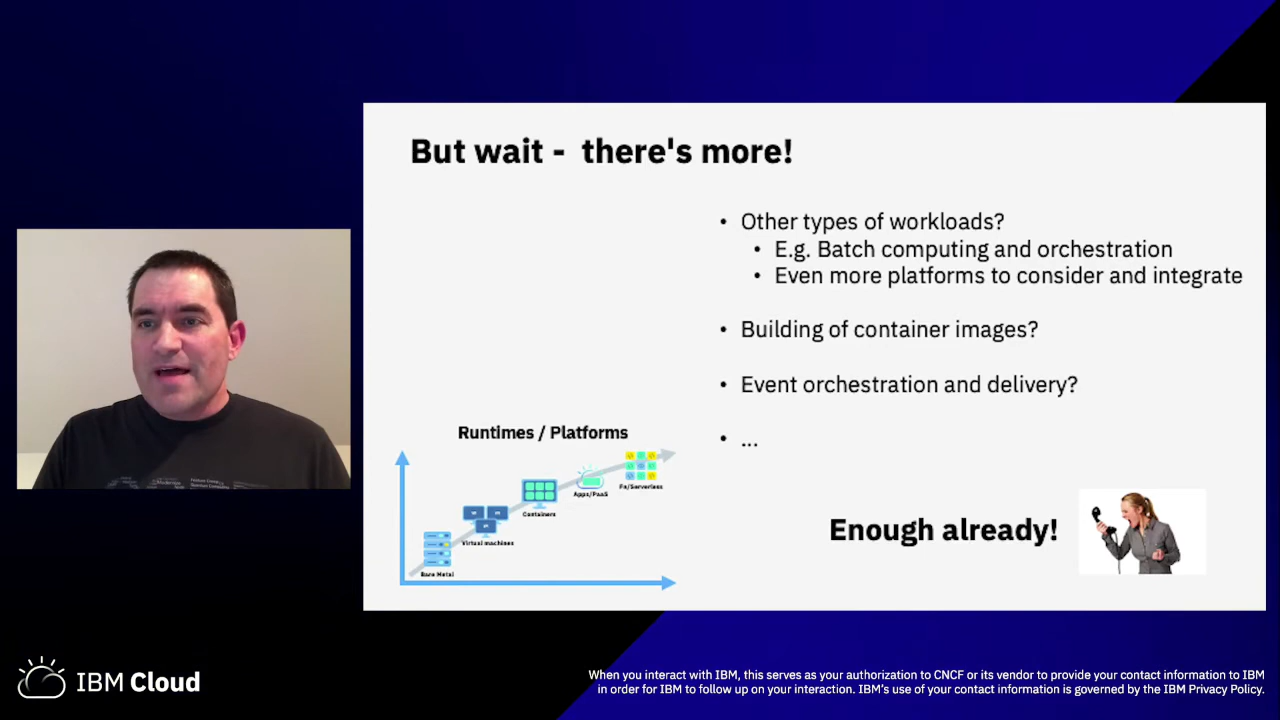 But wait -  there's more!
• Other types of workloads?
• E.g. Batch computing and orchestration
• Even more platforms to consider and integrate
• Building of container images?
• Event orchestration and delivery?
• ...
Runtimes / Platforms
Fn/Serverless
Apps/PaaS
Containers
Virtual machines
Bare Metal
Enough already!
IBM Cloud
When you interact with IBM, this serves as your authorization to CNCF or its vendor to provide your contact information to IBM
in order for IBM to follow up on your interaction. IBM's use of your contact information is governed by the IBM Privacy Policy.